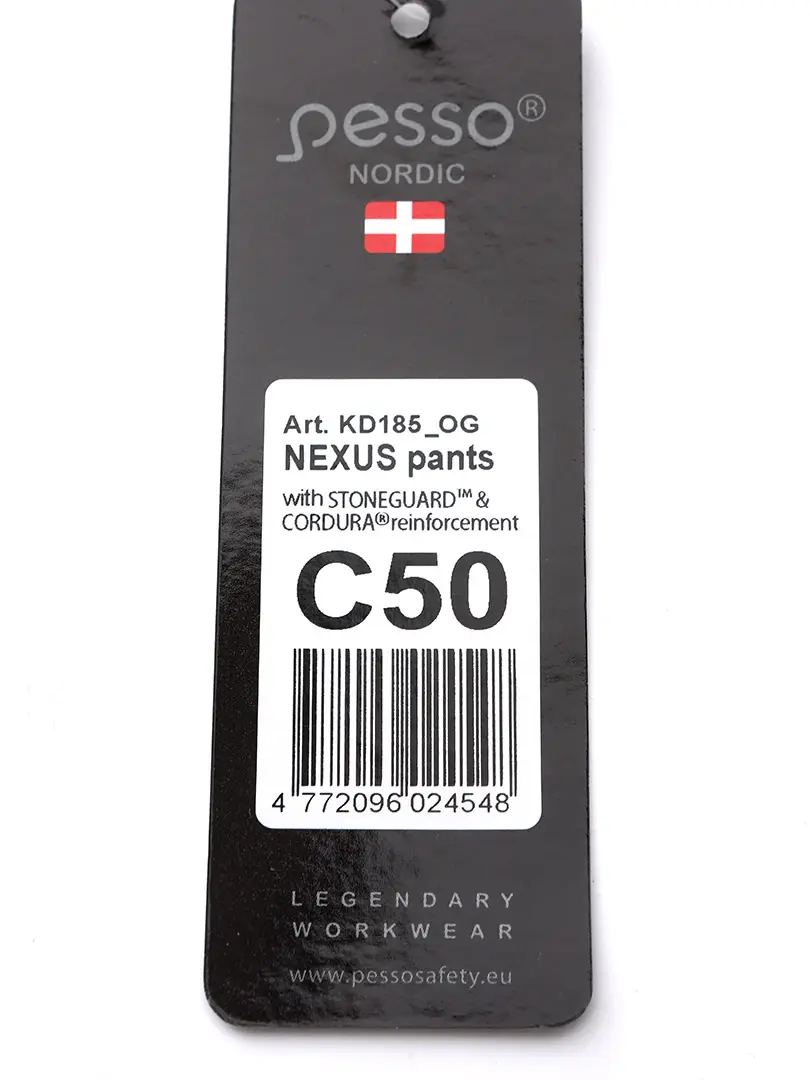 pesso®
NORDIC
Art. KD185_OG
NEXUS pants
with STONEGUARD™ &
CORDURA® reinforcement
C50
4 772096 024548
LEGENDARY
WORKWEAR
www.pessosafety.eu